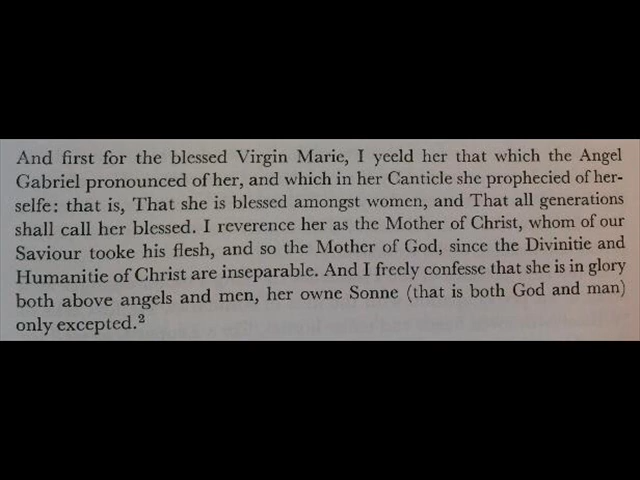 And first for the blessed Virgin Marie, I yeeld her that which the Angel
Gabriel pronounced of her, and which in her Canticle she prophecied of her-
selfe: that is, That she is blessed amongst women, and That all generations
shall call her blessed. I reverence her as the Mother of Christ, whom of our
Saviour tooke his flesh, and so the Mother of God, since the Divinitie and
Humanitie of Christ are inseparable. And I freely confesse that she is in glory
both above angels and men, her owne Sonne (that is both God and man)
only excepted.²